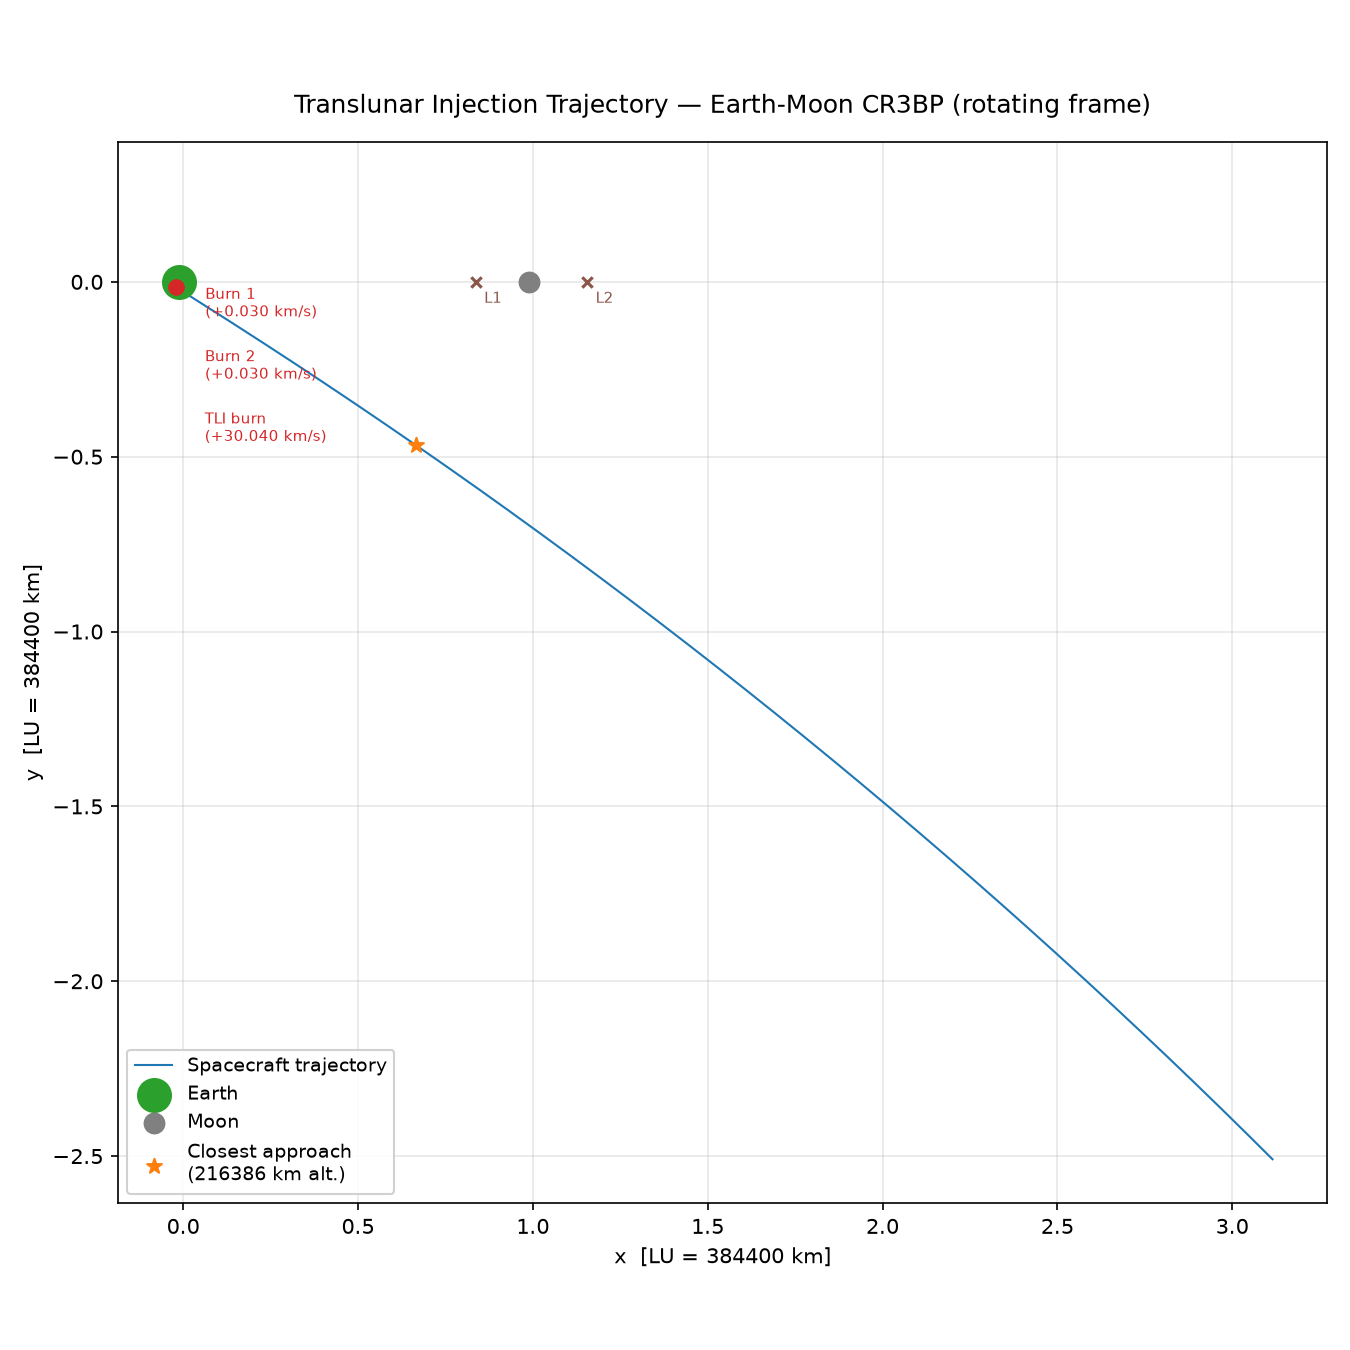 Translunar Injection Trajectory — Earth-Moon CR3BP (rotating frame)
0.0
−0.5
−1.0
−1.5
−2.0
−2.5
y [LU = 384400 km]
Burn 1
(+0.030 km/s)
Burn 2
(+0.030 km/s)
TLI burn
(+30.040 km/s)
L1
L2
Spacecraft trajectory
Earth
Moon
Closest approach
(216386 km alt.)
0.0 0.5 1.0 1.5 2.0 2.5 3.0
x [LU = 384400 km]